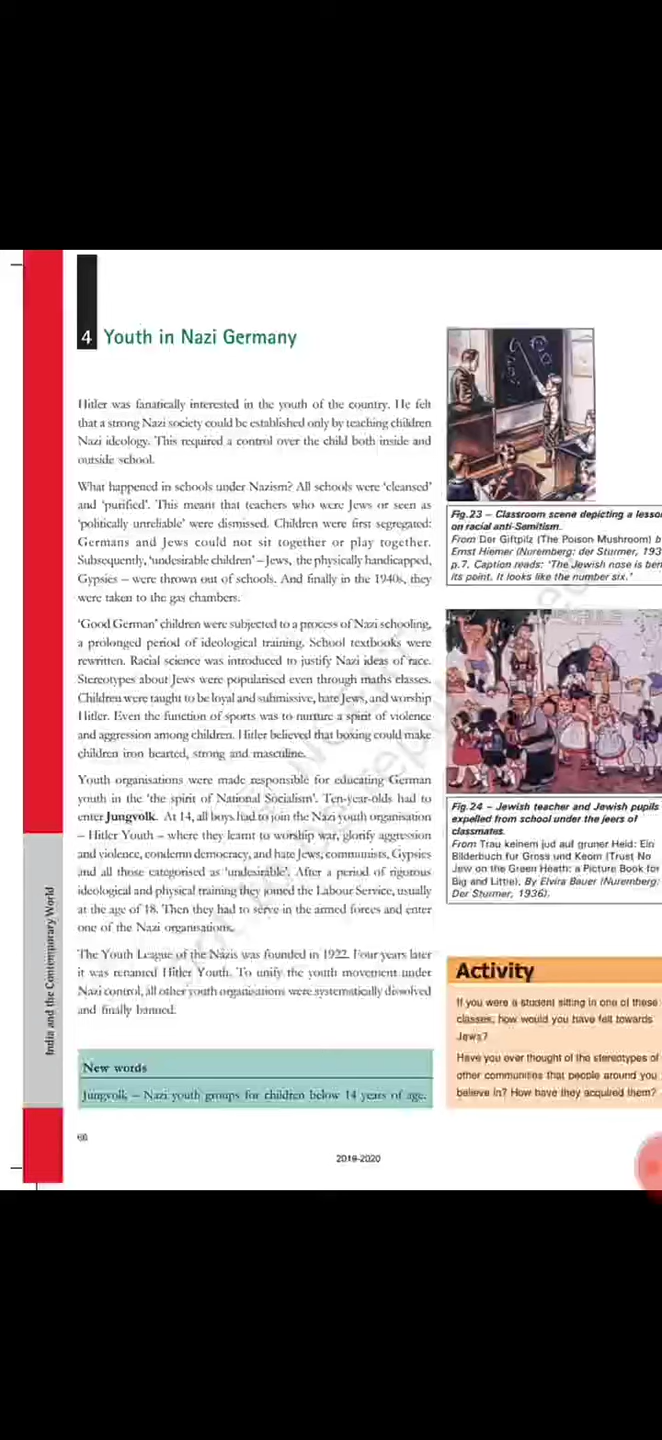 4 Youth in Nazi Germany
Hitler was fanatically interested in the youth of the country. He felt
that a strong Nazi society could be established only by teaching children
Nazi ideology. This required a control over the child both inside and
outside school.
What happened in schools under Nazism? All schools were ‘cleansed’
and ‘purified’. This meant that teachers who were Jews or seen as
‘politically unreliable’ were dismissed. Children were first segregated:
Germans and Jews could not sit together or play together.
Subsequently, ‘undesirable children’ – Jews, the physically handicapped,
Gypsies – were thrown out of schools. And finally in the 1940s, they
were taken to the gas chambers.
‘Good German’ children were subjected to a process of Nazi schooling,
a prolonged period of ideological training. School textbooks were
rewritten. Racial science was introduced to justify Nazi ideas of race.
Stereotypes about Jews were popularised even through maths classes.
Children were taught to be loyal and submissive, hate Jews, and worship
Hitler. Even the function of sports was to nurture a spirit of violence
and aggression among children. Hitler believed that boxing could make
children iron hearted, strong and masculine.
Youth organisations were made responsible for educating German
youth in the ‘the spirit of National Socialism’. Ten-year-olds had to
enter Jungvolk. At 14, all boys had to join the Nazi youth organisation
– Hitler Youth – where they learnt to worship war, glorify aggression
and violence, condemn democracy, and hate Jews, communists, Gypsies
and all those categorised as ‘undesirable’. After a period of rigorous
ideological and physical training they joined the Labour Service, usually
at the age of 18. Then they had to serve in the armed forces and enter
one of the Nazi organisations.
The Youth League of the Nazis was founded in 1922. Four years later
it was renamed Hitler Youth. To unify the youth movement under
Nazi control, all other youth organisations were systematically dissolved
and finally banned.
New words
Jungvolk – Nazi youth groups for children below 14 years of age.
Fig.23 – Classroom scene depicting a lesso
on racial anti-Semitism.
From Der Giftpilz (The Poison Mushroom) b
Ernst Hiemer (Nuremberg: der Sturmer, 193
p.7. Caption reads: ‘The Jewish nose is ben
its point. It looks like the number six.’
Fig.24 – Jewish teacher and Jewish pupils
expelled from school under the jeers of
classmates.
From Trau keinem jud auf gruner Heid: Ein
Bilderbuch fur Gross und Keom (Trust No
Jew on the Green Heath: a Picture Book for
Big and Little), By Elvira Bauer (Nuremberg:
Der Sturmer, 1936).
Activity
If you were a student sitting in one of these
classes, how would you have felt towards
Jews?
Have you ever thought of the stereotypes of
other communities that people around you
believe in? How have they acquired them?
India and the Contemporary World
2019-2020